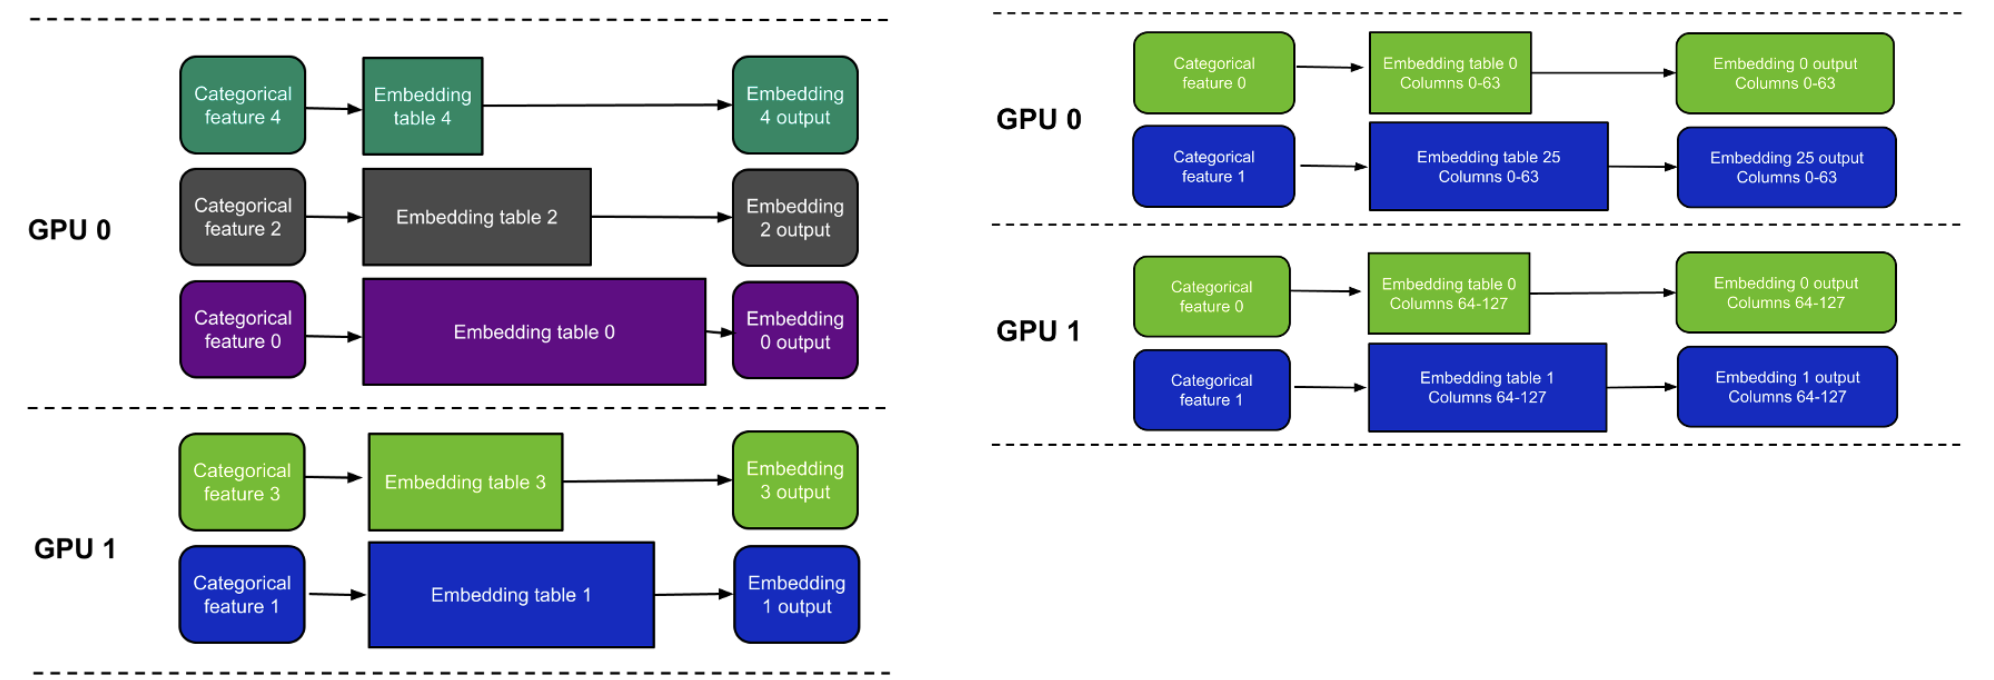 GPU 0
Categorical
feature 4
Embedding
table 4
Embedding
4 output
Categorical
feature 2
Embedding table 2
Embedding
2 output
Categorical
feature 0
Embedding table 0
Embedding
0 output
GPU 1
Categorical
feature 3
Embedding table 3
Embedding
3 output
Categorical
feature 1
Embedding table 1
Embedding
1 output
GPU 0
Categorical
feature 0
Embedding table 0
Columns 0-63
Embedding 0 output
Columns 0-63
Categorical
feature 1
Embedding table 25
Columns 0-63
Embedding 25 output
Columns 0-63
GPU 1
Categorical
feature 0
Embedding table 0
Columns 64-127
Embedding 0 output
Columns 64-127
Categorical
feature 1
Embedding table 1
Columns 64-127
Embedding 1 output
Columns 64-127